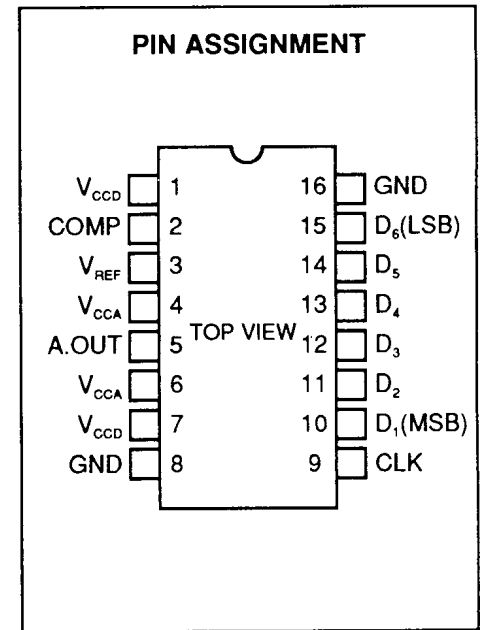 PIN ASSIGNMENT
V_CCD 1 16 GND
COMP 2 15 D_6(LSB)
V_REF 3 14 D_5
V_CCA 4 13 D_4
A.OUT 5 TOP VIEW 12 D_3
V_CCA 6 11 D_2
V_CCD 7 10 D_1(MSB)
GND 8 9 CLK